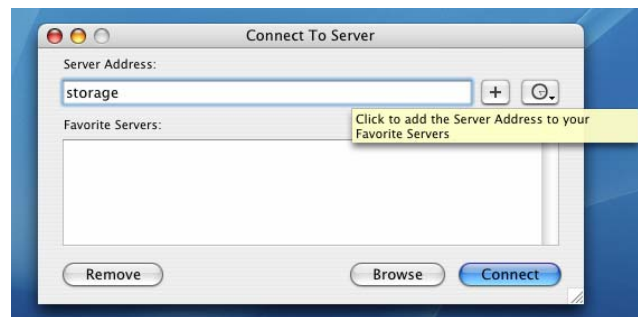 Connect To Server
Server Address:
storage
+
Click to add the Server Address to your
Favorite Servers
Favorite Servers:
Remove
Browse
Connect